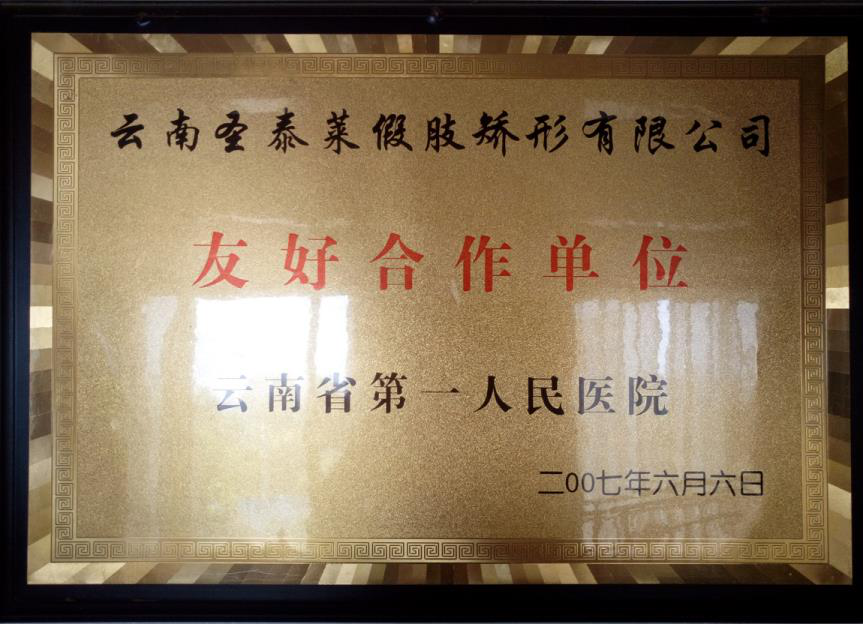 云南圣泰莱假肢矫形有限公司
友好合作单位
云南省第一人民医院
二00七年六月六日